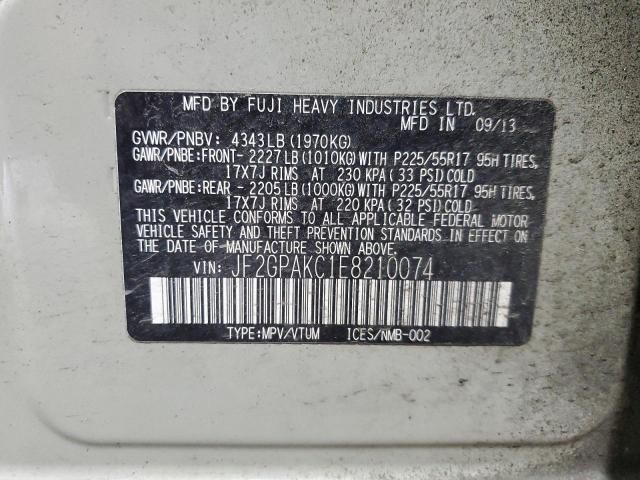 MFD BY FUJI HEAVY INDUSTRIES LTD.
MFD IN 09/13
GVWR/PNBV: 4343LB (1970KG)
GAWR/PNBE:FRONT- 2227LB (1010KG) WITH P225/55R17 95H TIRES,
17X7J RIMS AT 230 KPA (33 PSI) COLD
GAWR/PNBE:REAR - 2205LB (1000KG) WITH P225/55R17 95H TIRES,
17X7J RIMS AT 220 KPA (32 PSI) COLD
THIS VEHICLE CONFORMS TO ALL APPLICABLE FEDERAL MOTOR
VEHICLE SAFETY AND THEFT PREVENTION STANDARDS IN EFFECT ON
THE DATE OF MANUFACTURE SHOWN ABOVE.
VIN: JF2GPAKC1E8210074
TYPE:MPV/VTUM ICES/NMB-002